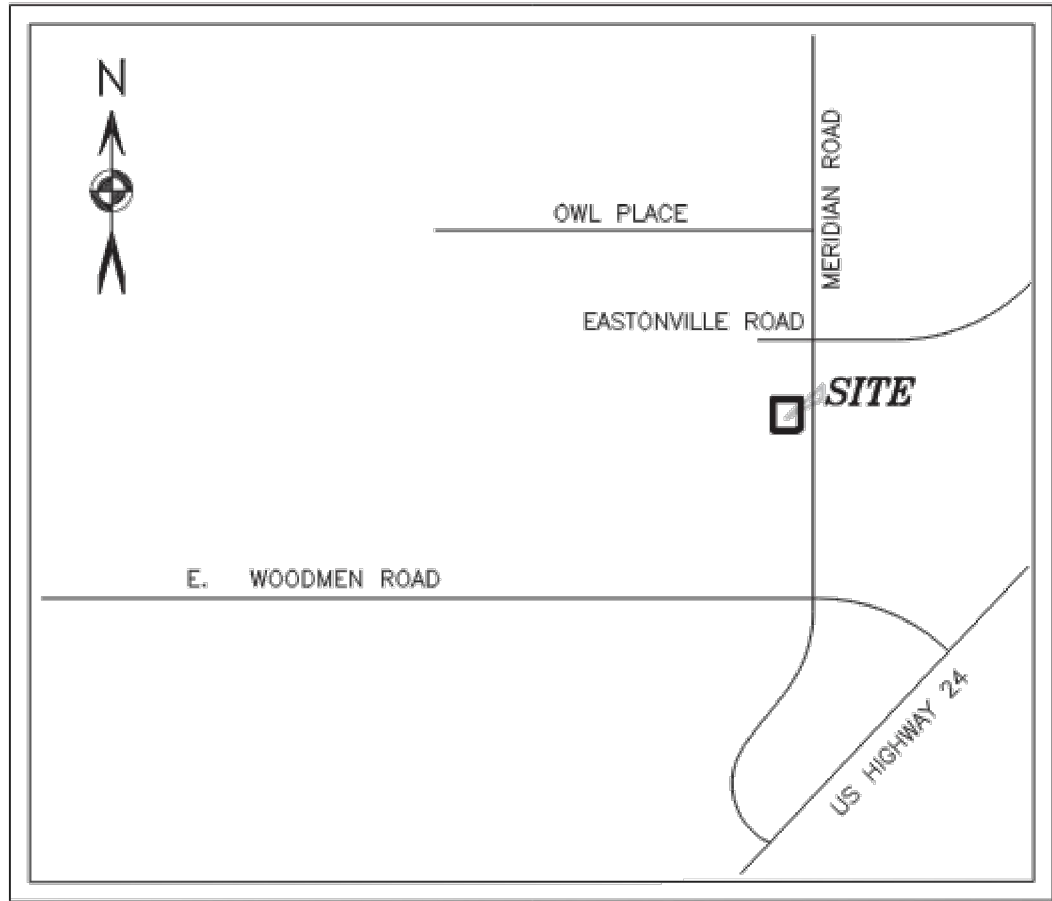 N
MERIDIAN ROAD
OWL PLACE
EASTONVILLE ROAD
SITE
E. WOODMEN ROAD
US HIGHWAY 24